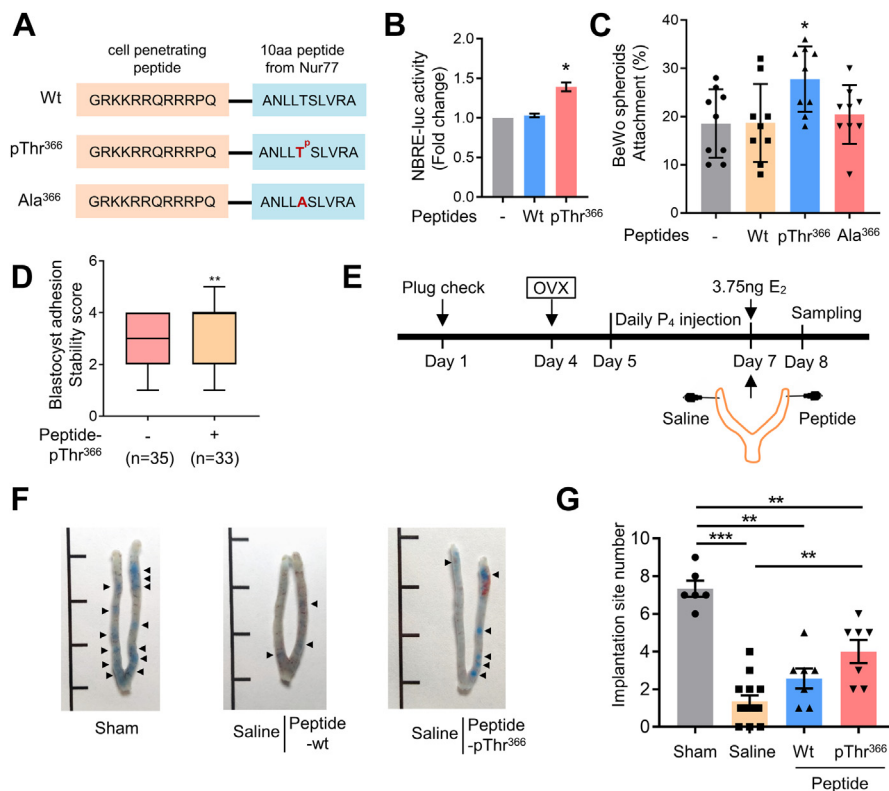 A
cell penetrating
peptide
10aa peptide
from Nur77
Wt
GRKKRRQRRRPQ
ANLLTSLVRA
pThr³⁶⁶
GRKKRRQRRRPQ
ANLLTᵖSLVRA
Ala³⁶⁶
GRKKRRQRRRPQ
ANLLASLVRA
B
NBRE-luc activity
(Fold change)
2.0
1.5
1.0
0.5
0.0
*
Peptides
- Wt pThr³⁶⁶
C
BeWo spheroids
Attachment (%)
40
30
20
10
0
*
Peptides
- Wt pThr³⁶⁶ Ala³⁶⁶
D
Blastocyst adhesion
Stability score
6
4
2
0
**
Peptide-
pThr³⁶⁶
- +
(n=35) (n=33)
E
Plug check
OVX
3.75ng E₂
Daily P₄ injection
Sampling
Day 1 Day 4 Day 5 Day 7 Day 8
Saline
Peptide
F
Sham
Saline | Peptide
-wt
Saline | Peptide
-pThr³⁶⁶
G
Implantation site number
10
8
6
4
2
0
**
**
***
**
Sham Saline Wt pThr³⁶⁶
Peptide